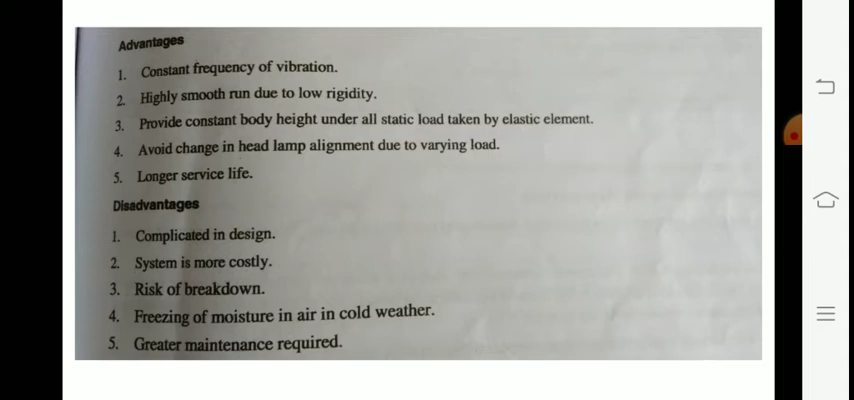 Advantages
1. Constant frequency of vibration.
2. Highly smooth run due to low rigidity.
3. Provide constant body height under all static load taken by elastic element.
4. Avoid change in head lamp alignment due to varying load.
5. Longer service life.
Disadvantages
1. Complicated in design.
2. System is more costly.
3. Risk of breakdown.
4. Freezing of moisture in air in cold weather.
5. Greater maintenance required.